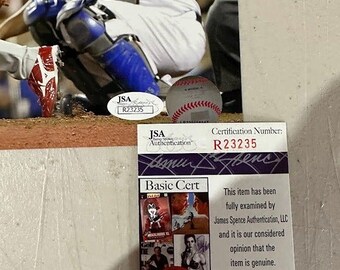 JSA
R23235
JSA
Authentication
Certification Number:
R23235
James Spence
Basic Cert
This item has been
fully examined by
James Spence Authentication, LLC
and it is our considered
opinion that the
item is genuine.